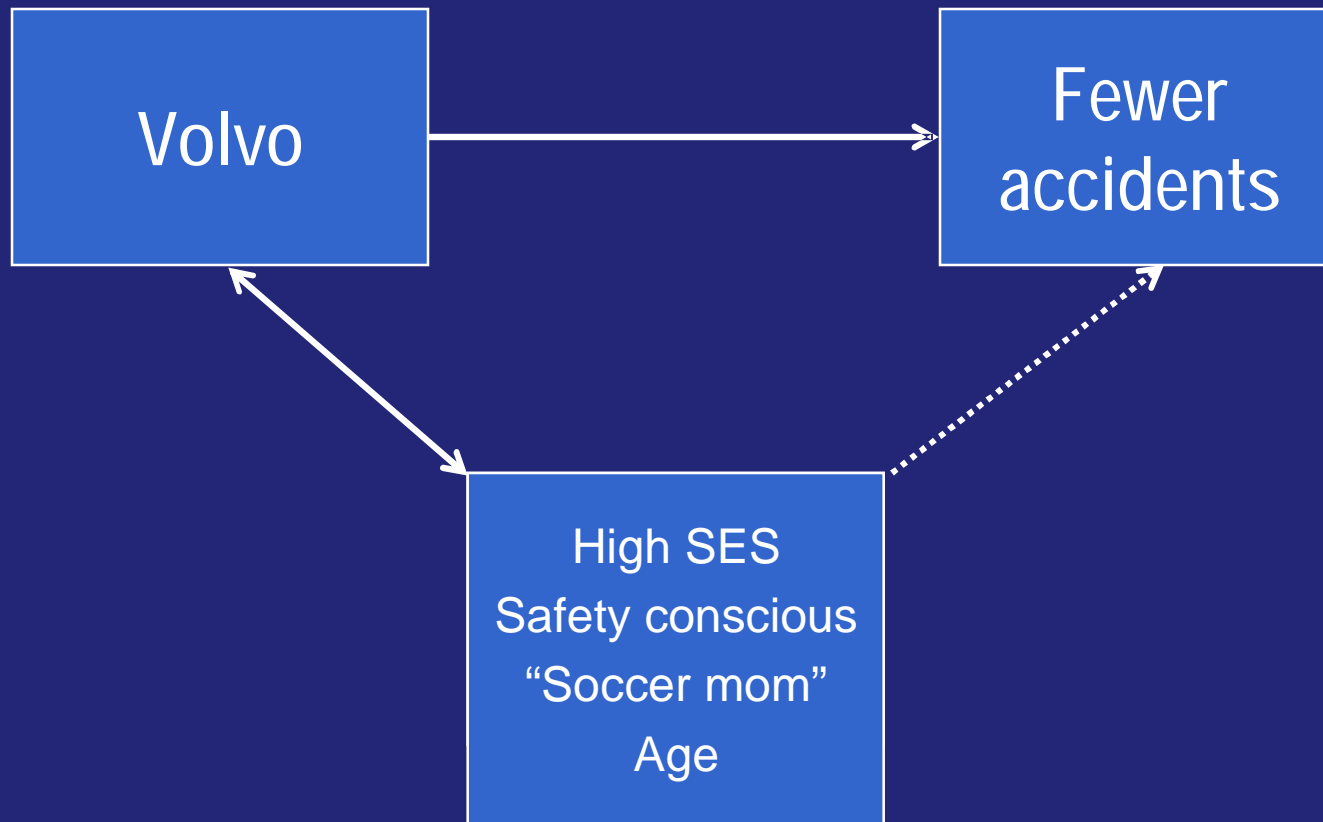 Volvo
Fewer
accidents
High SES
Safety conscious
“Soccer mom”
Age